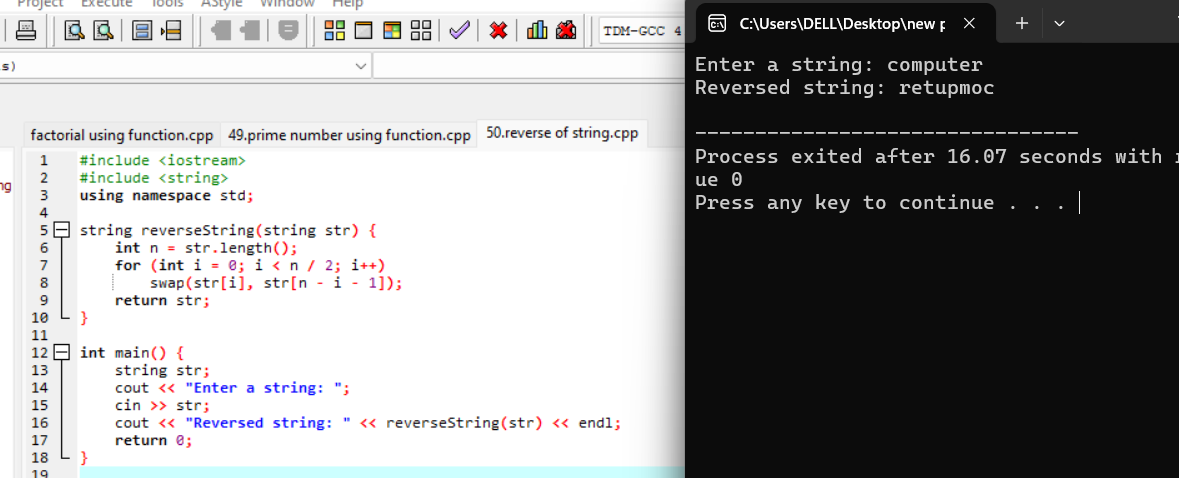 Project Execute Tools AStyle Window Help
TDM-GCC 4
s)
factorial using function.cpp 49.prime number using function.cpp 50.reverse of string.cpp
ng
1 #include <iostream>
2 #include <string>
3 using namespace std;
4
5 string reverseString(string str) {
6 int n = str.length();
7 for (int i = 0; i < n / 2; i++)
8 swap(str[i], str[n - i - 1]);
9 return str;
10 }
11
12 int main() {
13 string str;
14 cout << "Enter a string: ";
15 cin >> str;
16 cout << "Reversed string: " << reverseString(str) << endl;
17 return 0;
18 }
19
C:\Users\DELL\Desktop\new p
Enter a string: computer
Reversed string: retupmoc
--------------------------------
Process exited after 16.07 seconds with r
ue 0
Press any key to continue . . .